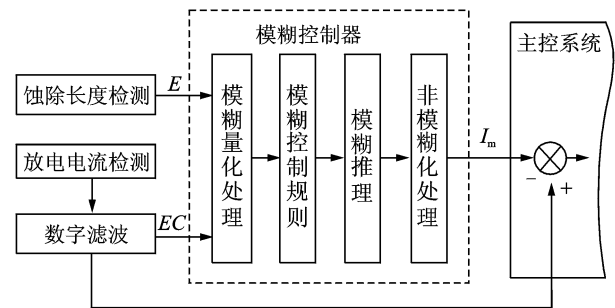 模糊控制器
主控系统
蚀除长度检测
E
放电电流检测
数字滤波
EC
模糊量化处理
模糊控制规则
模糊推理
非模糊化处理
Im
−
+